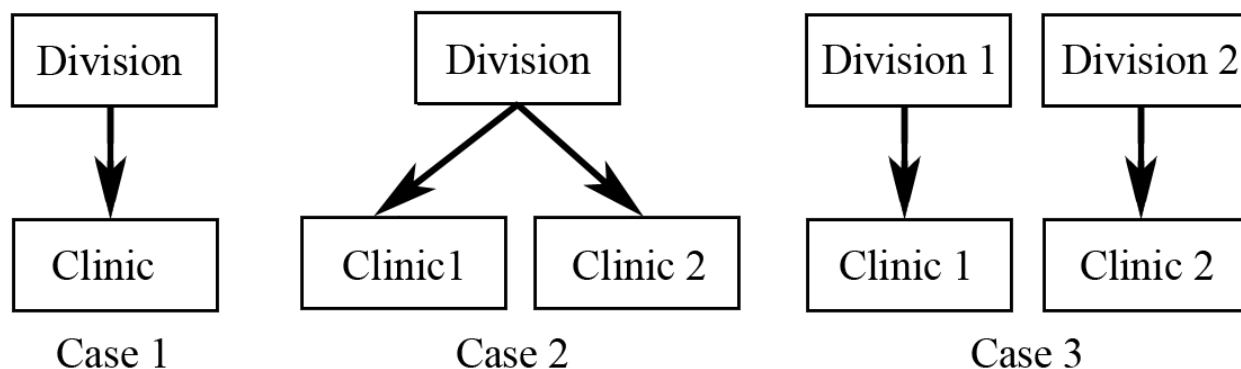 Division
Clinic
Case 1
Division
Clinic1
Clinic 2
Case 2
Division 1
Division 2
Clinic 1
Clinic 2
Case 3